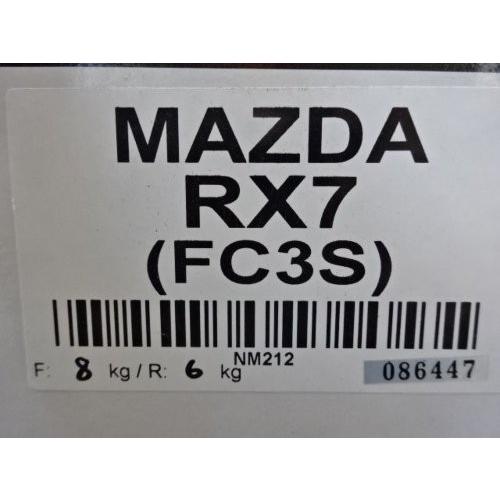 MAZDA
RX7
(FC3S)
NM212
F: 8 kg / R: 6 kg
086447